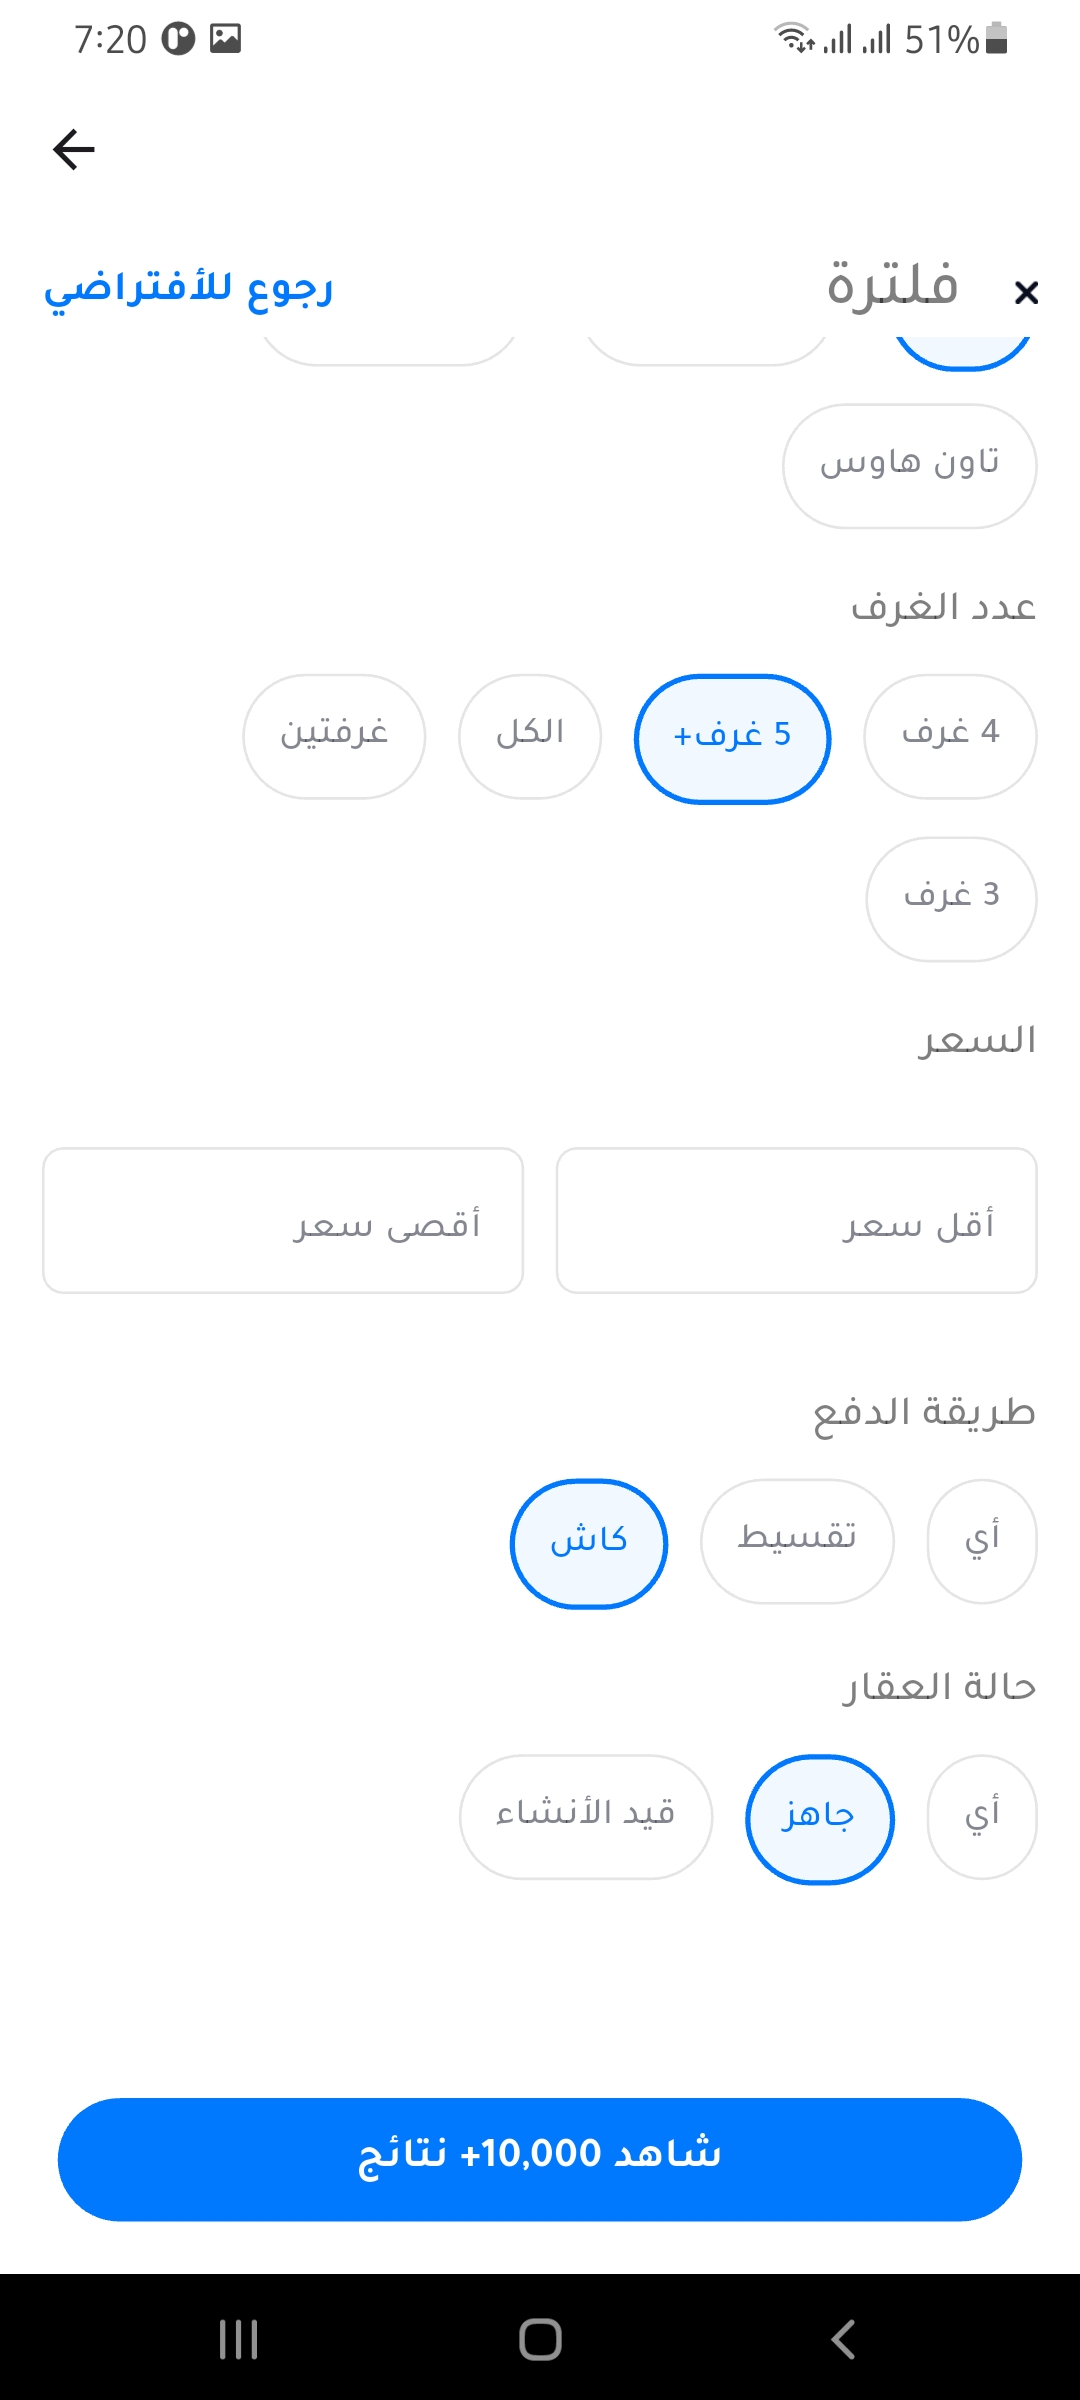 7:20 51%
فلترة رجوع للأفتراضي
تاون هاوس
عدد الغرف
4 غرف 5 غرف+ الكل غرفتين
3 غرف
السعر
أقل سعر أقصى سعر
طريقة الدفع
أي تقسيط كاش
حالة العقار
أي جاهز قيد الأنشاء
شاهد 10,000+ نتائج